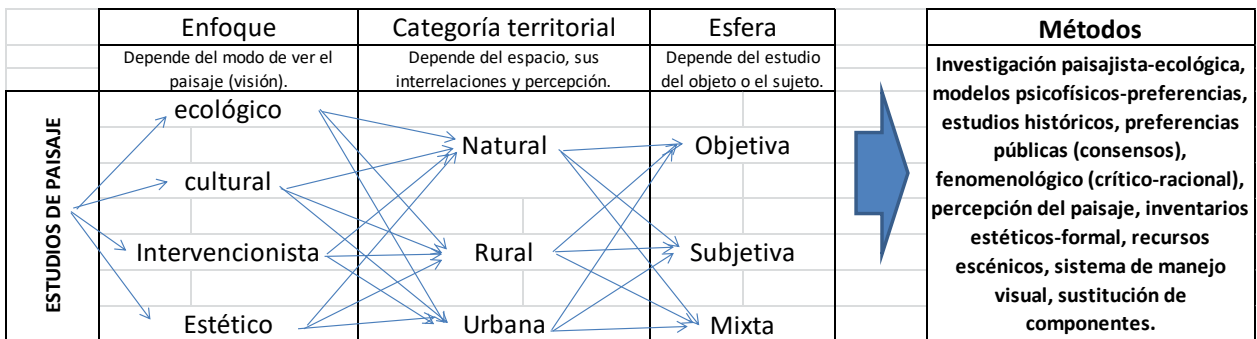 Enfoque
Categoría territorial
Esfera
Métodos
Depende del modo de ver el
paisaje (visión).
Depende del espacio, sus
interrelaciones y percepción.
Depende del estudio
del objeto o el sujeto.
ESTUDIOS DE PAISAJE
ecológico
cultural
Intervencionista
Estético
Natural
Rural
Urbana
Objetiva
Subjetiva
Mixta
Investigación paisajista-ecológica,
modelos psicofísicos-preferencias,
estudios históricos, preferencias
públicas (consensos),
fenomenológico (crítico-racional),
percepción del paisaje, inventarios
estéticos-formal, recursos
escénicos, sistema de manejo
visual, sustitución de
componentes.